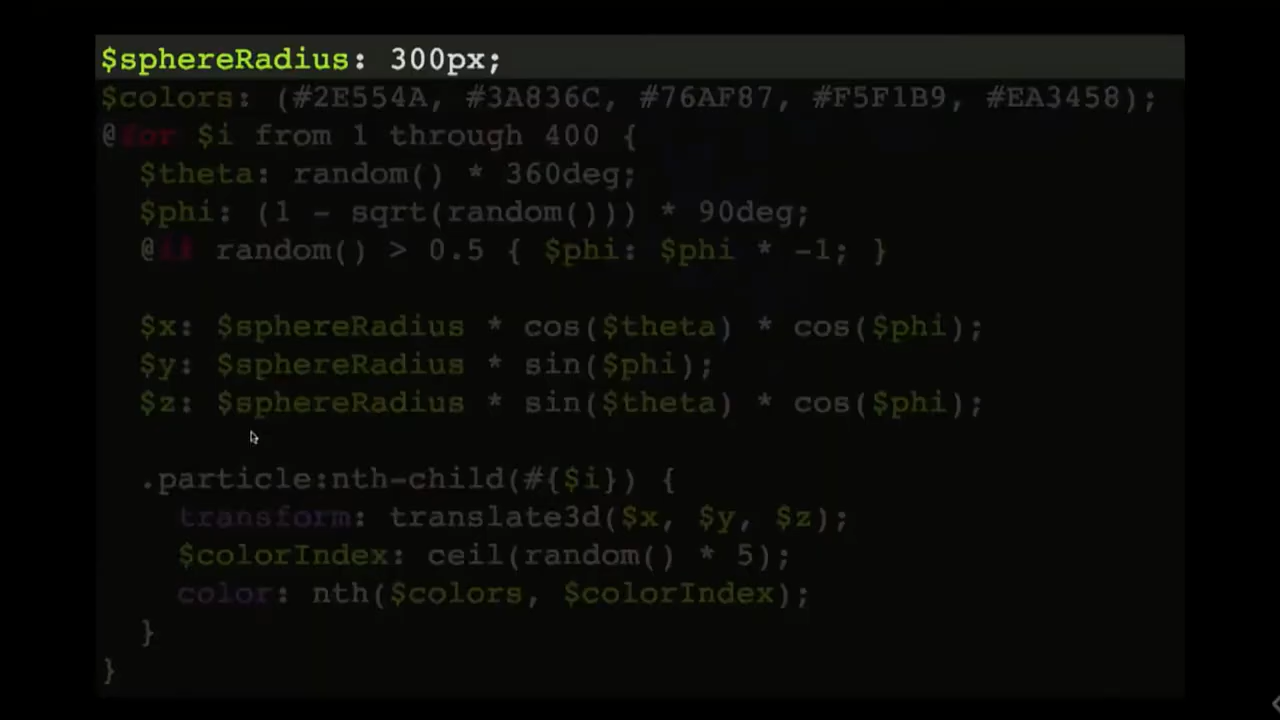 $sphereRadius: 300px;
$colors: (#2E554A, #3A836C, #76AF87, #F5F1B9, #EA3458);
@for $i from 1 through 400 {
$theta: random() * 360deg;
$phi: (1 - sqrt(random())) * 90deg;
@if random() > 0.5 { $phi: $phi * -1; }
$x: $sphereRadius * cos($theta) * cos($phi);
$y: $sphereRadius * sin($phi);
$z: $sphereRadius * sin($theta) * cos($phi);
.particle:nth-child(#{$i}) {
transform: translate3d($x, $y, $z);
$colorIndex: ceil(random() * 5);
color: nth($colors, $colorIndex);
}
}